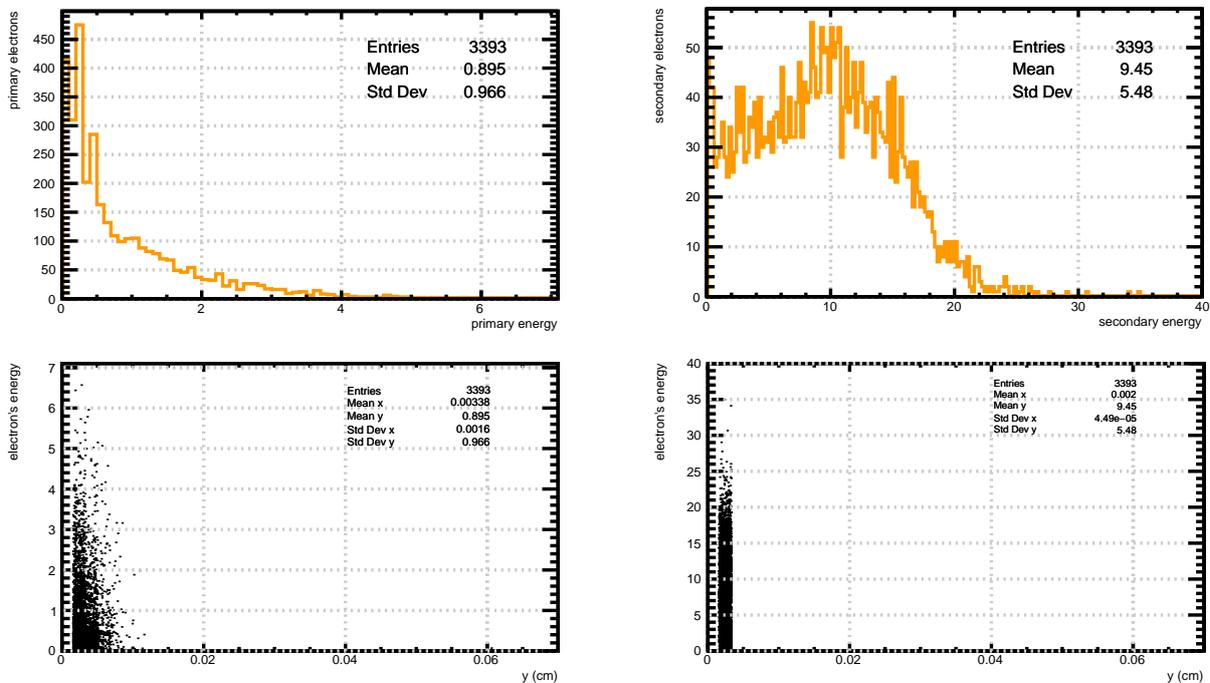 primary electrons
450
400
350
300
250
200
150
100
50
0
Entries 3393
Mean 0.895
Std Dev 0.966
0 2 4 6
primary energy
secondary electrons
50
40
30
20
10
0
Entries 3393
Mean 9.45
Std Dev 5.48
0 10 20 30 40
secondary energy
electron's energy
7
6
5
4
3
2
1
0
Entries 3393
Mean x 0.00338
Mean y 0.895
Std Dev x 0.0016
Std Dev y 0.966
0 0.02 0.04 0.06
y (cm)
electron's energy
40
35
30
25
20
15
10
5
0
Entries 3393
Mean x 0.002
Mean y 9.45
Std Dev x 4.49e−05
Std Dev y 5.48
0 0.02 0.04 0.06
y (cm)